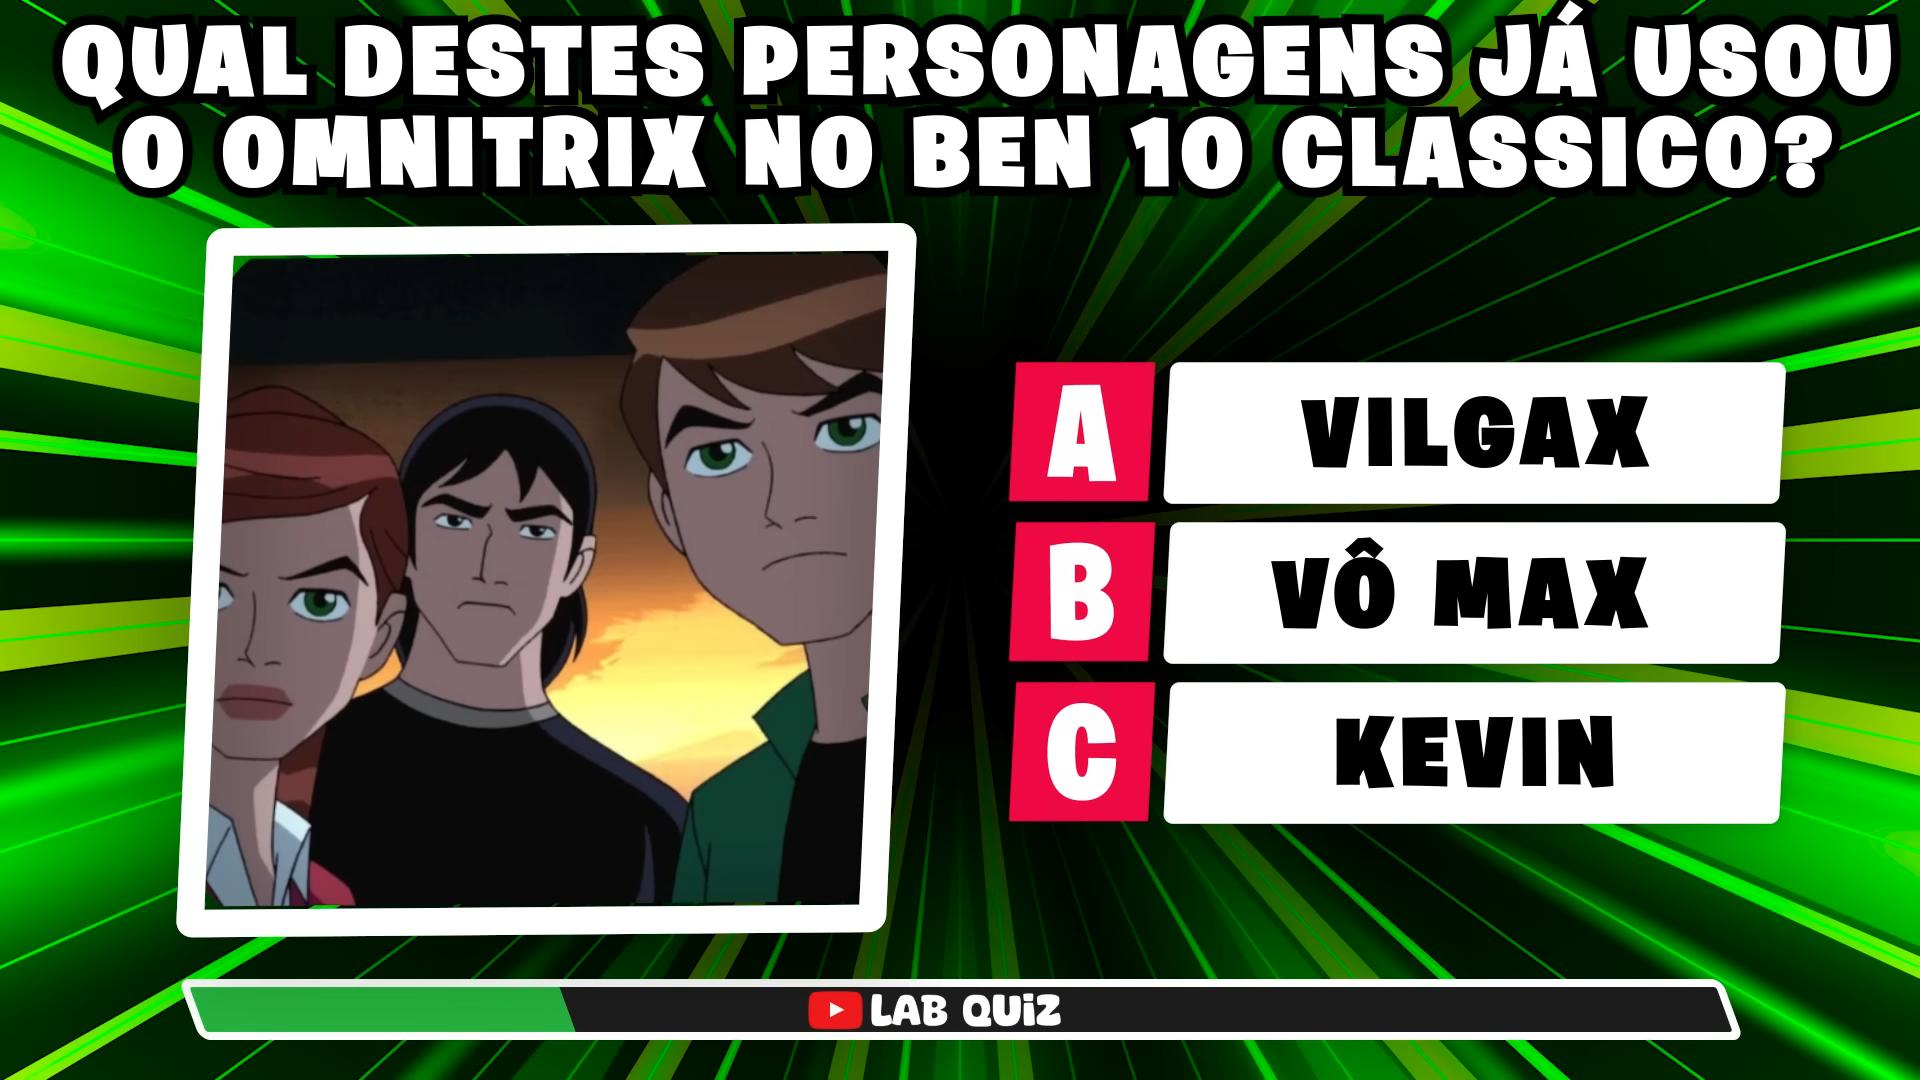 QUAL DESTES PERSONAGENS JÁ USOU
O OMNITRIX NO BEN 10 CLASSICO?
A VILGAX
B VÔ MAX
C KEVIN
LAB QUiZ